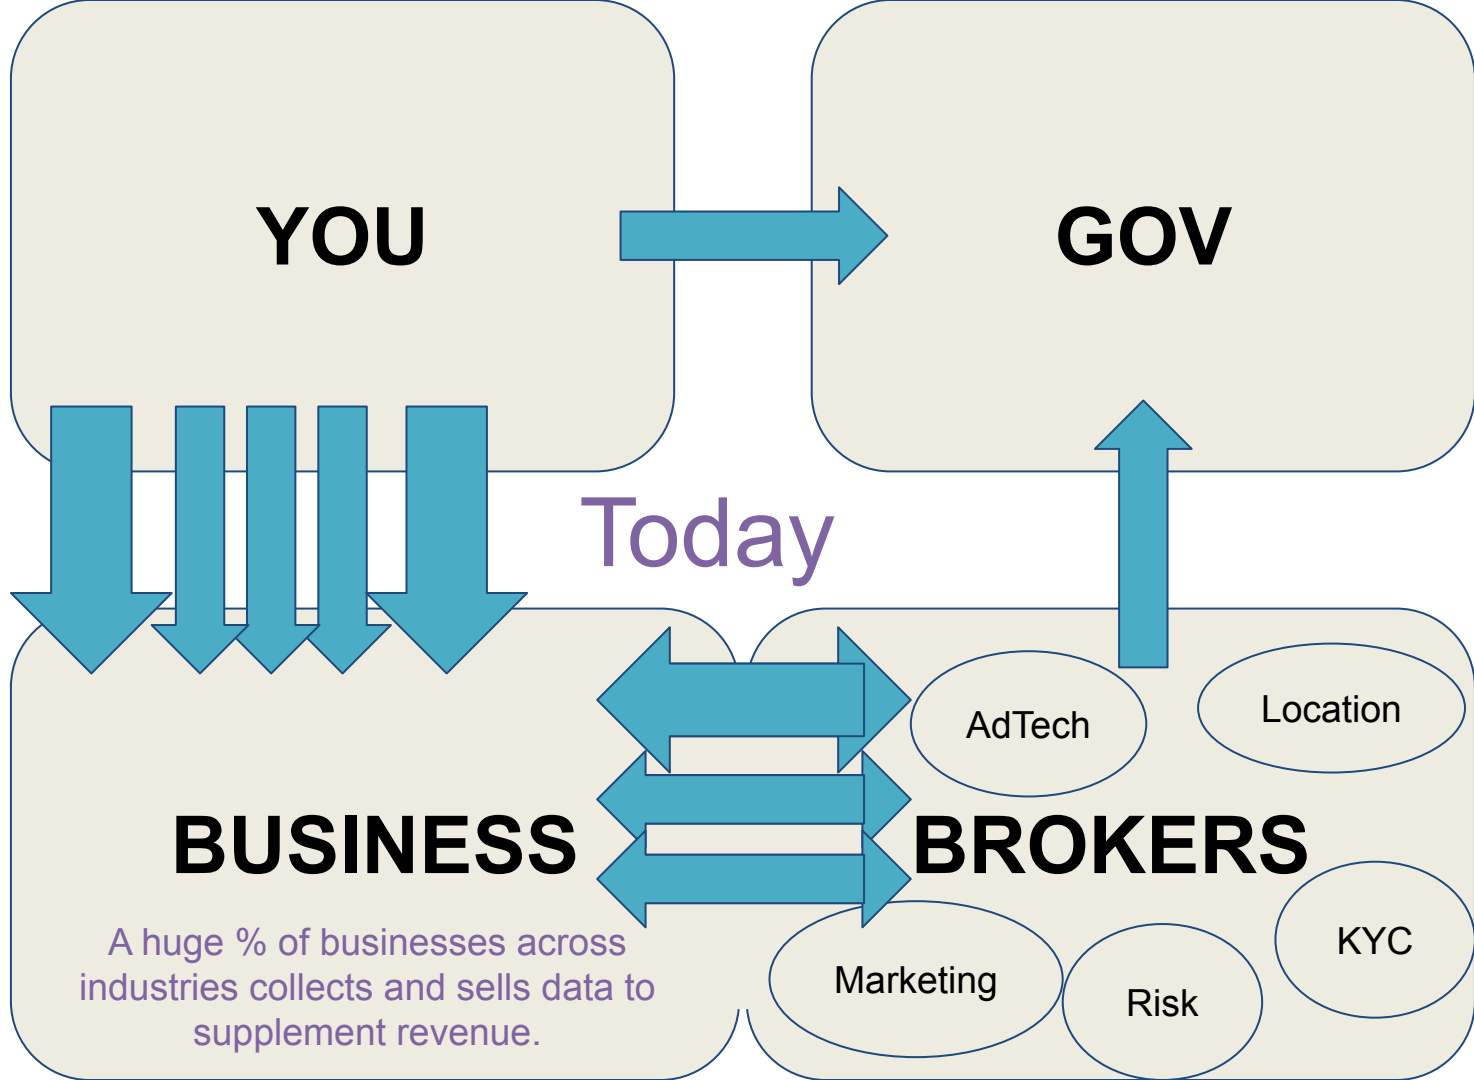 YOU
GOV
Today
AdTech
Location
BUSINESS
BROKERS
A huge % of businesses across
industries collects and sells data to
supplement revenue.
Marketing
Risk
KYC